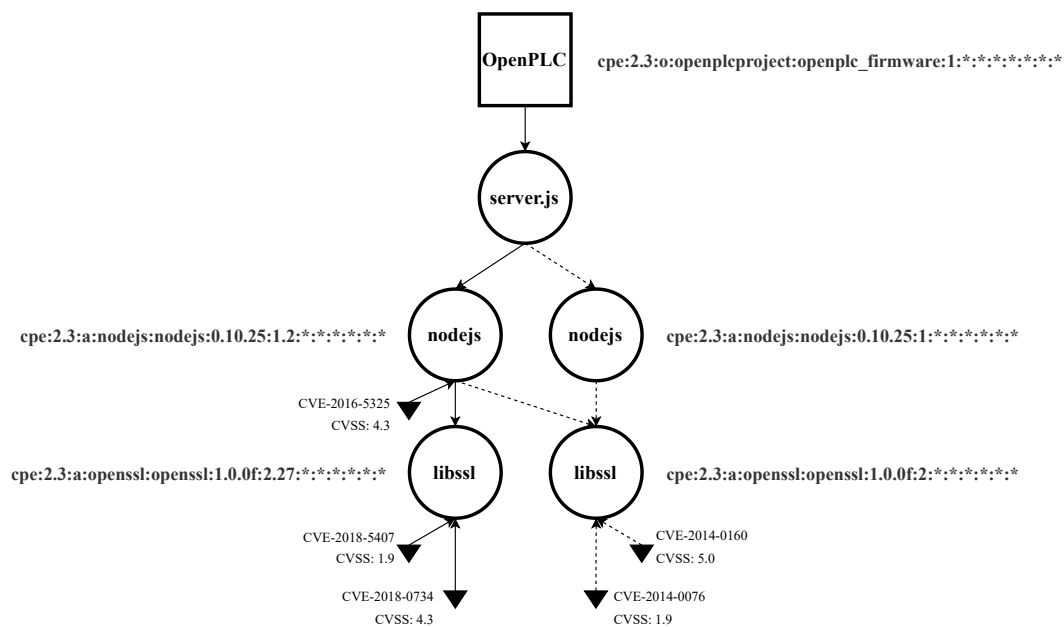 OpenPLC
cpe:2.3:o:openplcproject:openplc_firmware:1:*:*:*:*:*:*:*
server.js
cpe:2.3:a:nodejs:nodejs:0.10.25:1.2:*:*:*:*:*:*
nodejs
nodejs
cpe:2.3:a:nodejs:nodejs:0.10.25:1:*:*:*:*:*:*
CVE-2016-5325
CVSS: 4.3
cpe:2.3:a:openssl:openssl:1.0.0f:2.27:*:*:*:*:*:*
libssl
libssl
cpe:2.3:a:openssl:openssl:1.0.0f:2:*:*:*:*:*:*
CVE-2018-5407
CVSS: 1.9
CVE-2014-0160
CVSS: 5.0
CVE-2018-0734
CVSS: 4.3
CVE-2014-0076
CVSS: 1.9